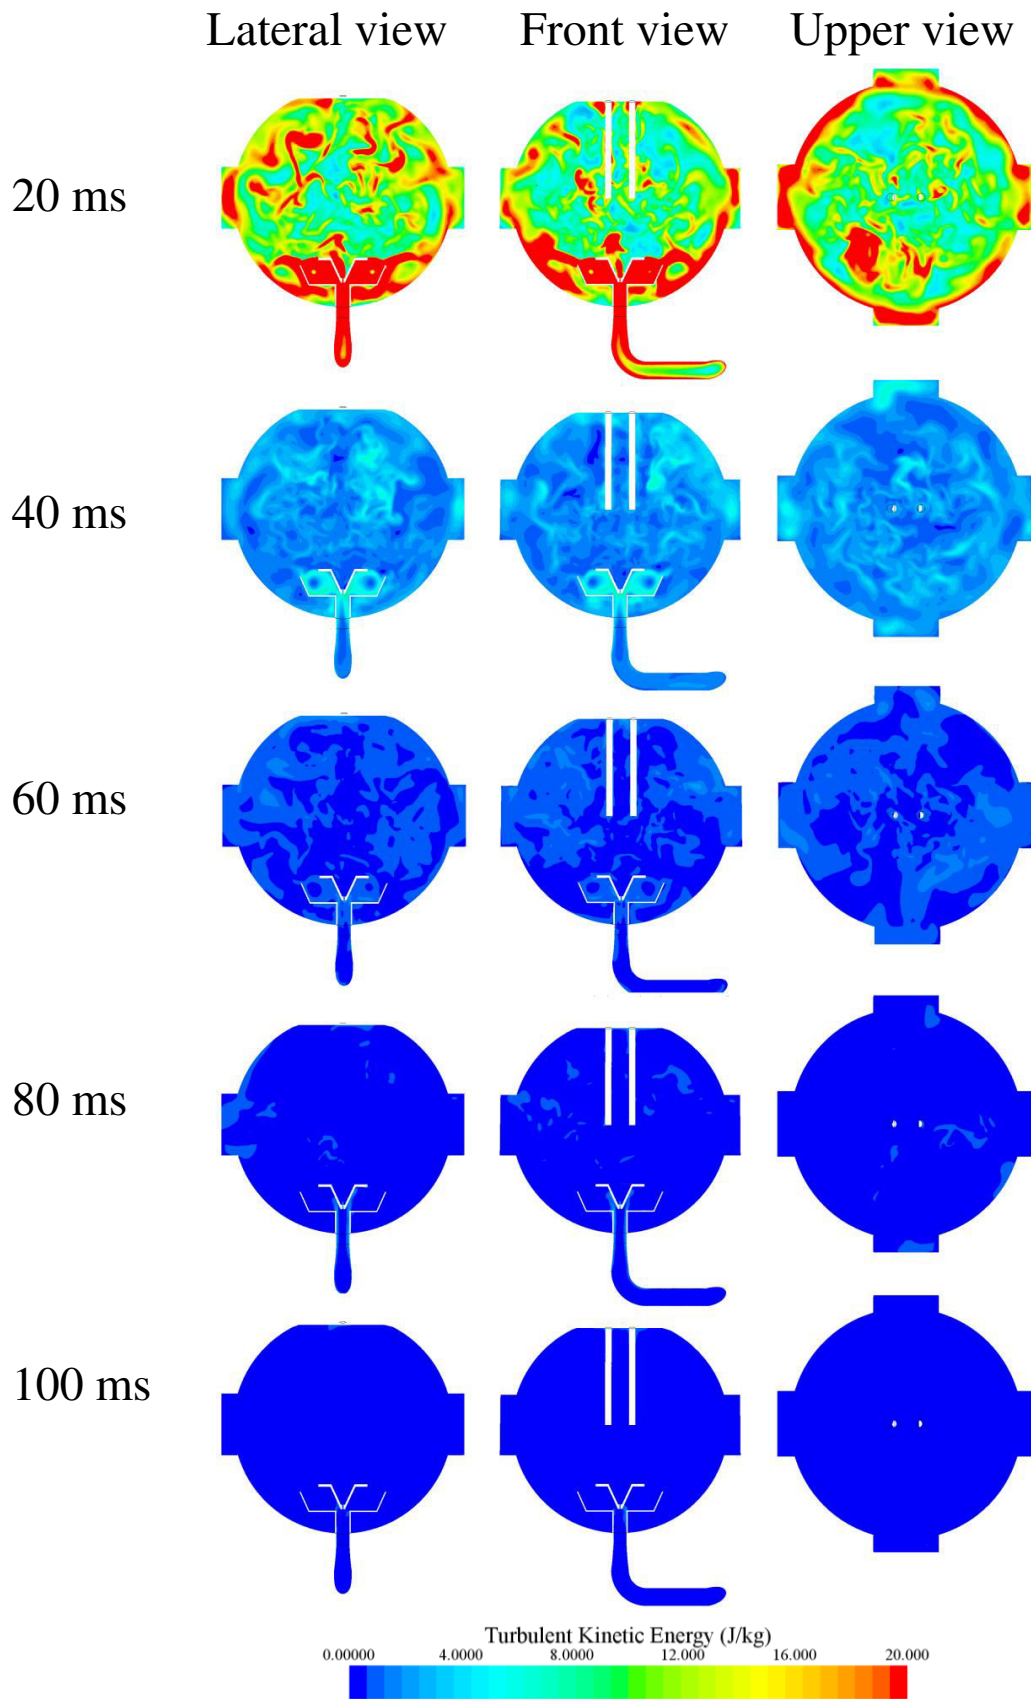 Lateral view Front view Upper view
20 ms
40 ms
60 ms
80 ms
100 ms
Turbulent Kinetic Energy (J/kg)
0.00000 4.0000 8.0000 12.000 16.000 20.000